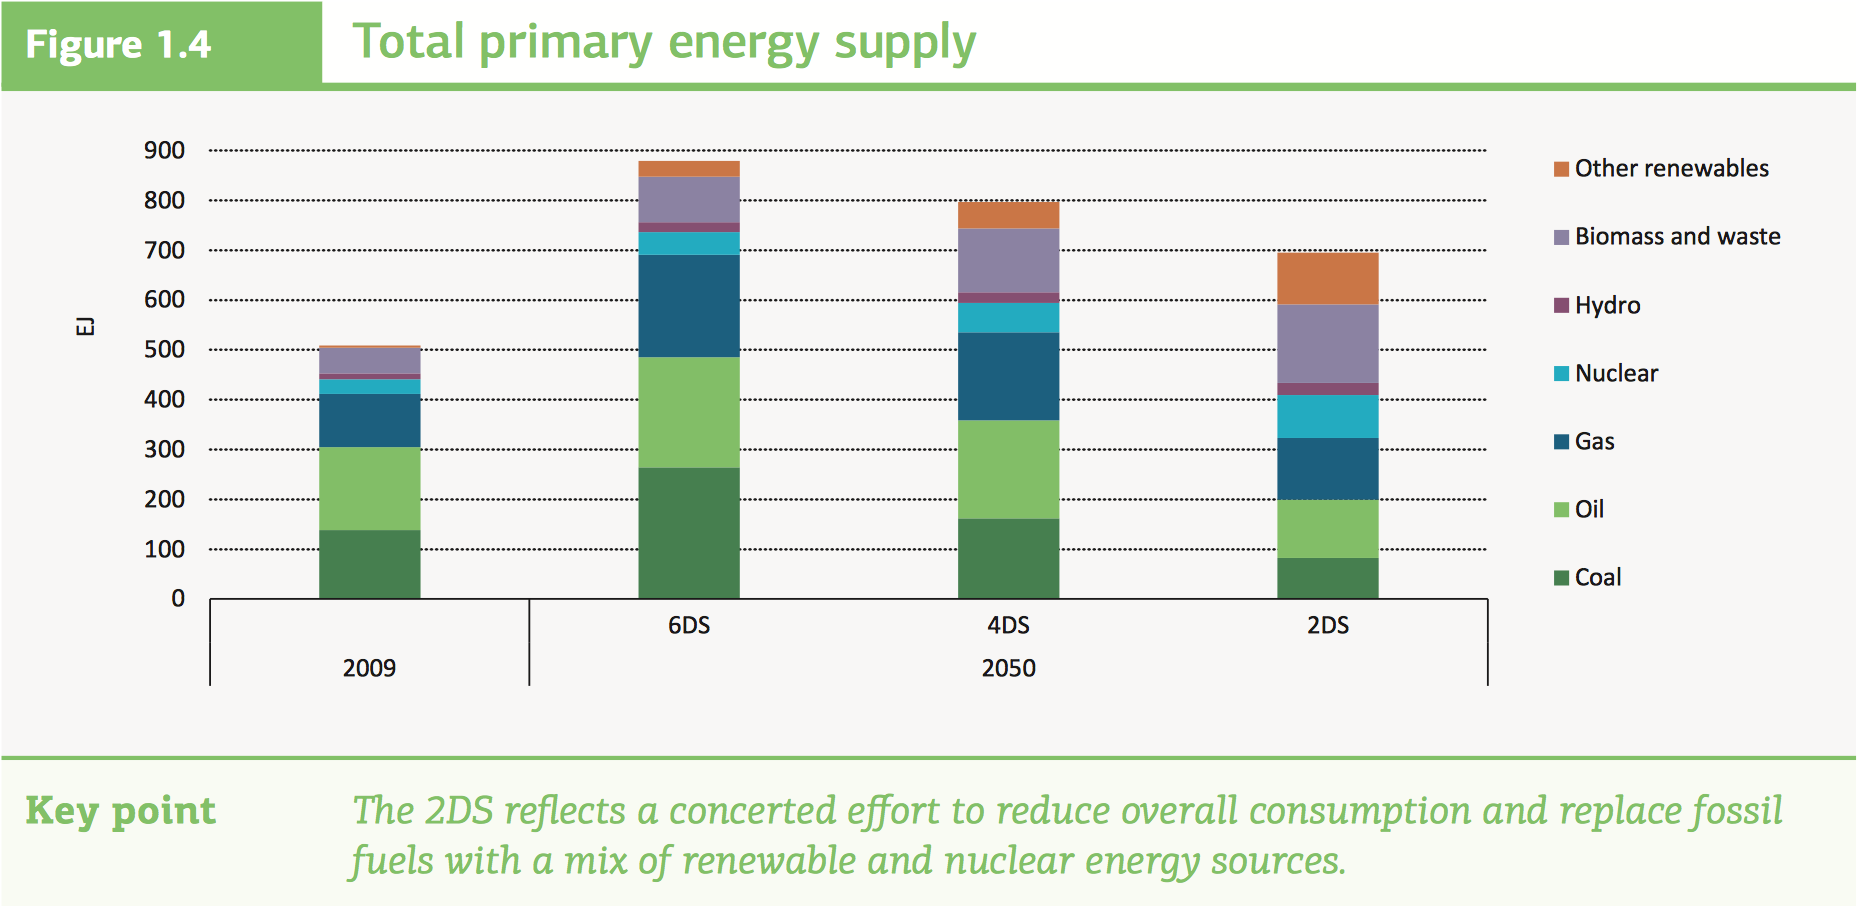 Figure 1.4
Total primary energy supply
900
800
700
600
500
400
300
200
100
0
EJ
6DS
4DS
2DS
2009
2050
Other renewables
Biomass and waste
Hydro
Nuclear
Gas
Oil
Coal
Key point
The 2DS reflects a concerted effort to reduce overall consumption and replace fossil
fuels with a mix of renewable and nuclear energy sources.